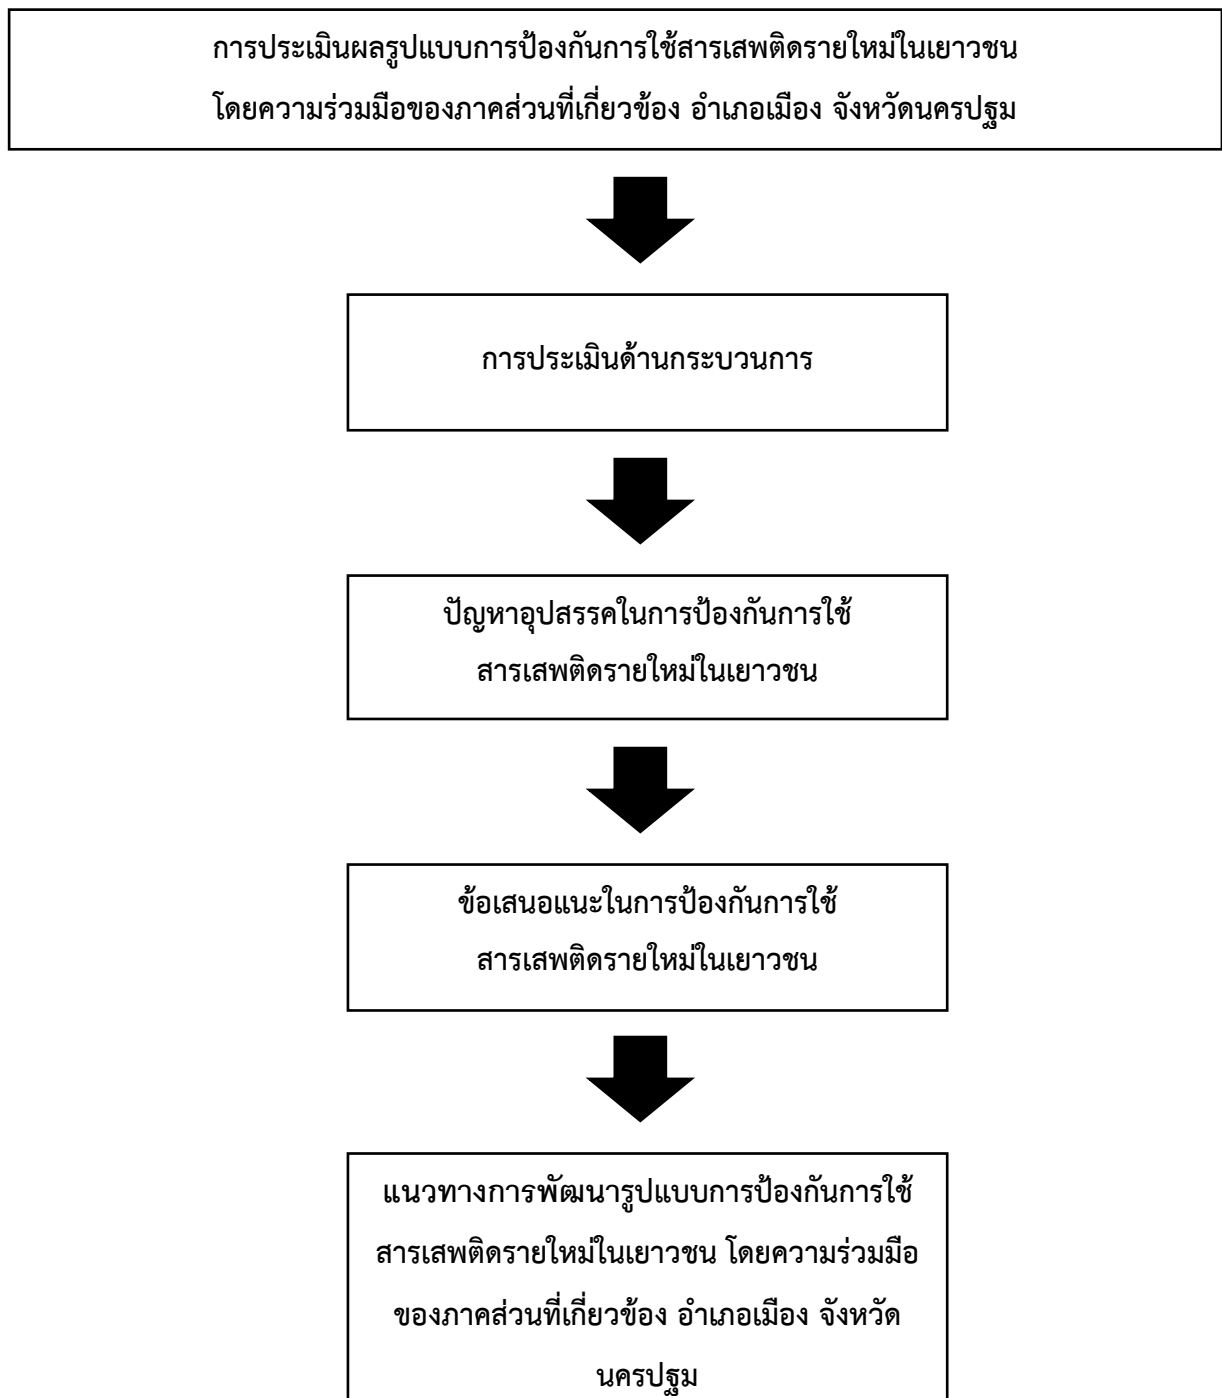 การประเมินผลรูปแบบการป้องกันการใช้สารเสพติดรายใหม่ในเยาวชน
โดยความร่วมมือของภาคส่วนที่เกี่ยวข้อง อำเภอเมือง จังหวัดนครปฐม
การประเมินด้านกระบวนการ
ปัญหาอุปสรรคในการป้องกันการใช้
สารเสพติดรายใหม่ในเยาวชน
ข้อเสนอแนะในการป้องกันการใช้
สารเสพติดรายใหม่ในเยาวชน
แนวทางการพัฒนารูปแบบการป้องกันการใช้
สารเสพติดรายใหม่ในเยาวชน โดยความร่วมมือ
ของภาคส่วนที่เกี่ยวข้อง อำเภอเมือง จังหวัด
นครปฐม